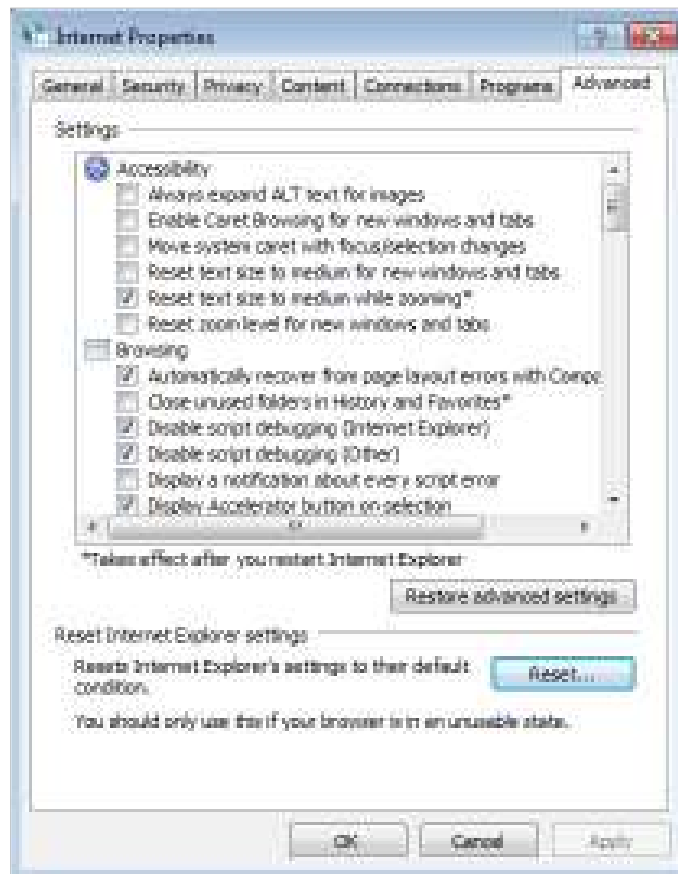 Internet Properties
General Security Privacy Content Connections Programs Advanced
Settings
Accessibility
Always expand ALT text for images
Enable Caret Browsing for new windows and tabs
Move system caret with focus/selection changes
Reset text size to medium for new windows and tabs
Reset text size to medium while zooming*
Reset zoom level for new windows and tabs
Browsing
Automatically recover from page layout errors with Compa
Close unused folders in History and Favorites*
Disable script debugging (Internet Explorer)
Disable script debugging (Other)
Display a notification about every script error
Display Accelerator button on selection
*Takes effect after you restart Internet Explorer
Restore advanced settings
Reset Internet Explorer settings
Resets Internet Explorer's settings to their default
condition.
Reset...
You should only use this if your browser is in an unusable state.
OK Cancel Apply